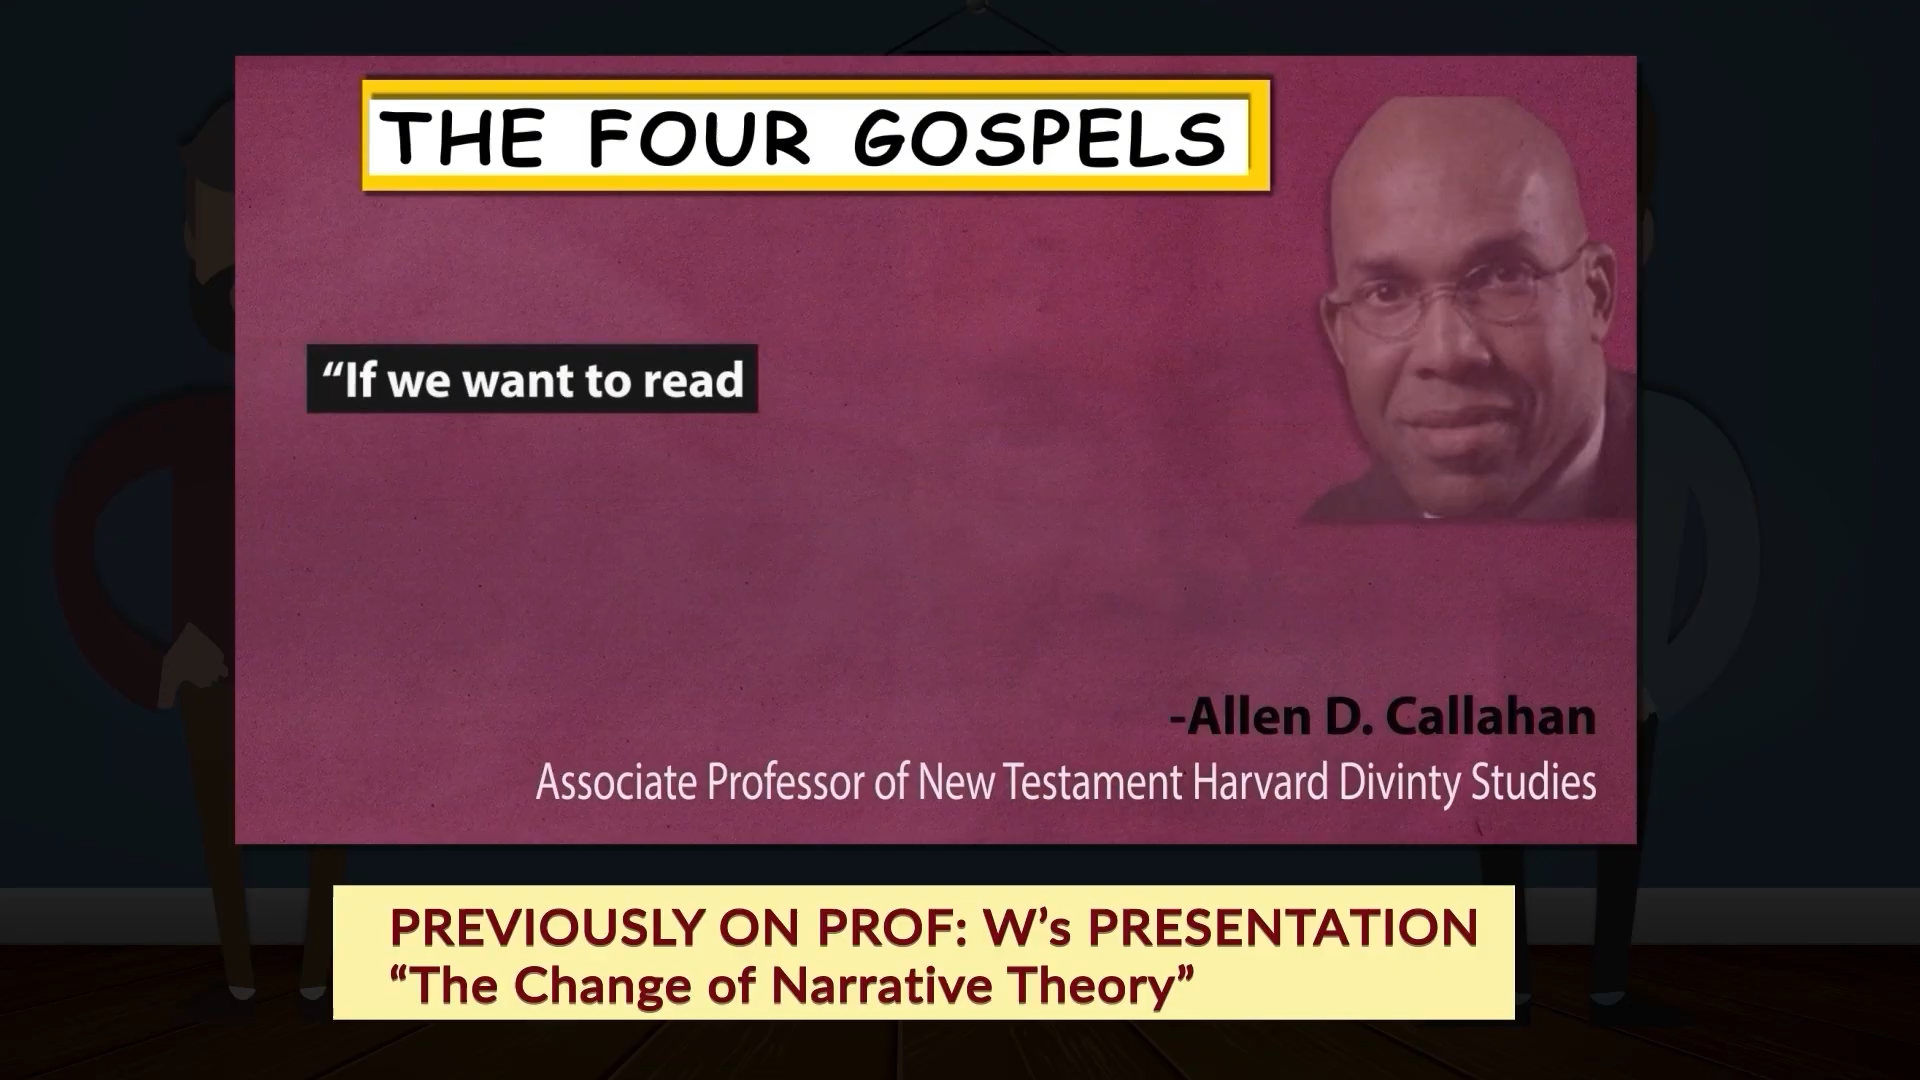 THE FOUR GOSPELS
“If we want to read
-Allen D. Callahan
Associate Professor of New Testament Harvard Divinty Studies
PREVIOUSLY ON PROF: W’s PRESENTATION
“The Change of Narrative Theory”